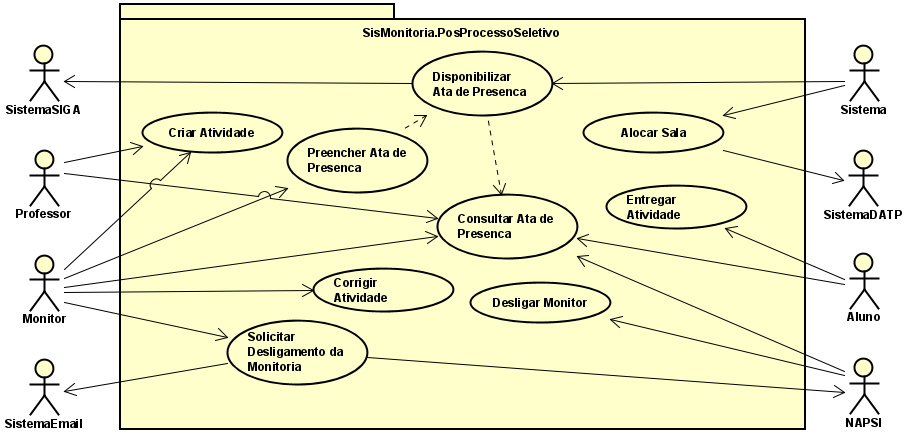 SisMonitoria.PosProcessoSeletivo
Disponibilizar
Ata de Presenca
SistemaSIGA
Sistema
Criar Atividade
Alocar Sala
Preencher Ata de
Presenca
Professor
SistemaDATP
Entregar
Atividade
Consultar Ata de
Presenca
Corrigir
Atividade
Desligar Monitor
Monitor
Aluno
Solicitar
Desligamento da
Monitoria
SistemaEmail
NAPSI